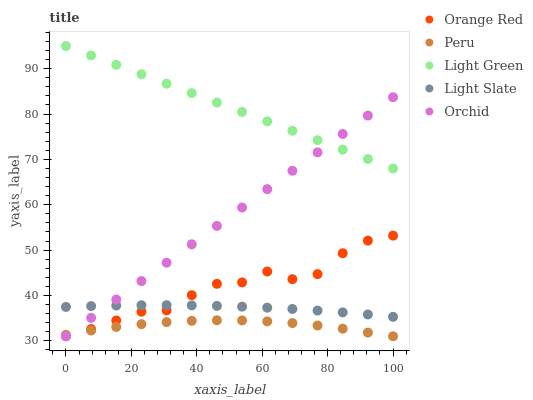 title
Orange Red
Peru
Light Green
Light Slate
Orchid
yaxis_label
90
80
70
60
50
40
30
0
20
40
60
80
100
xaxis_label